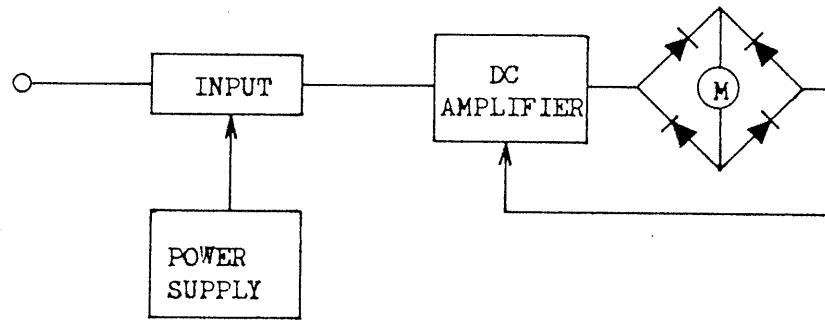 INPUT
DC
AMPLIFIER
M
POWER
SUPPLY